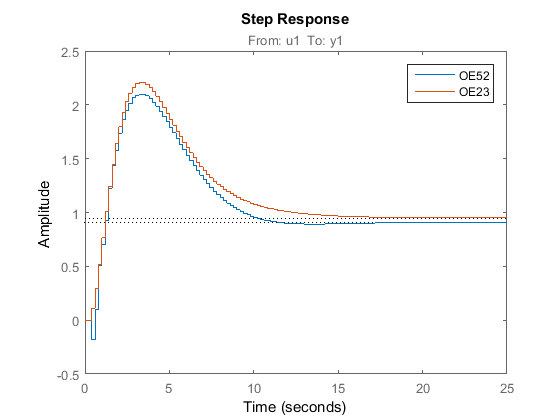 Step Response
From: u1 To: y1
2.5
2
1.5
1
0.5
0
-0.5
Amplitude
OE52
OE23
0 5 10 15 20 25
Time (seconds)